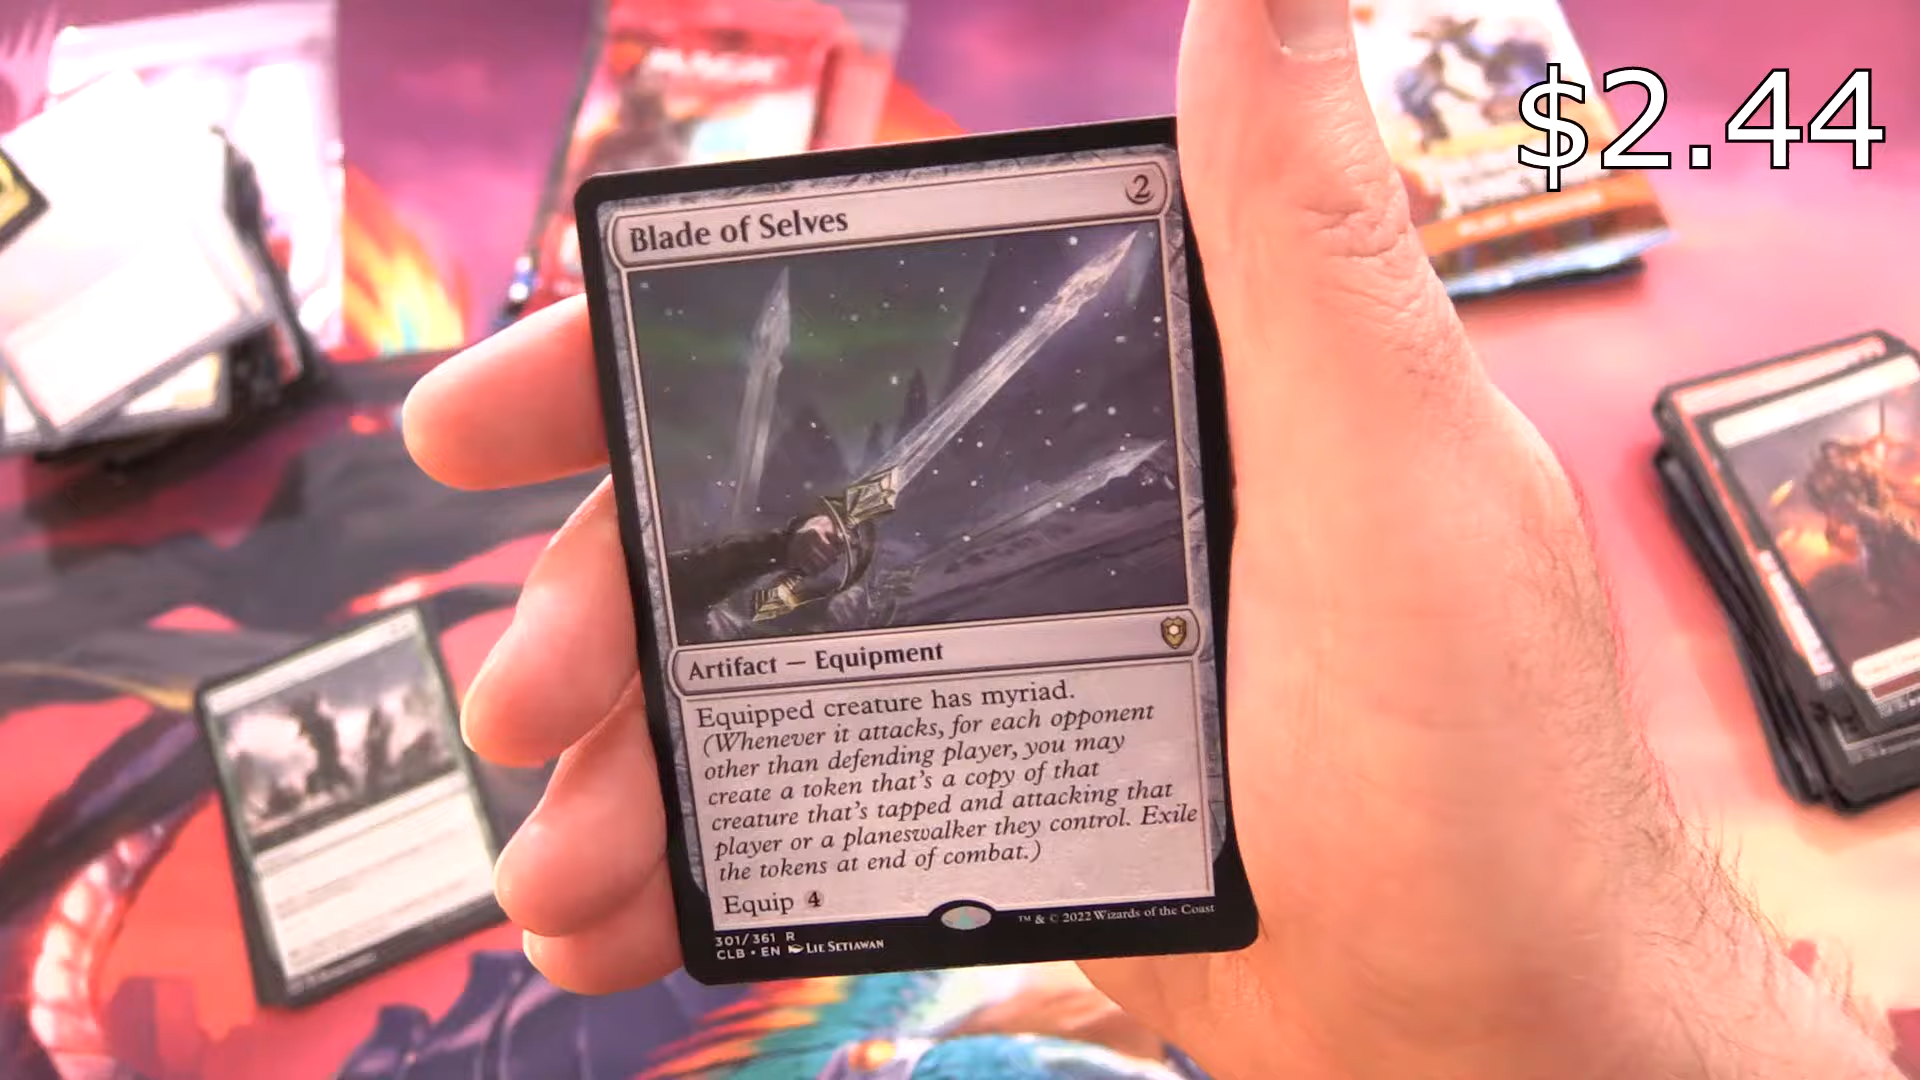 $2.44
MAGIC
Blade of Selves 2
Artifact — Equipment
Equipped creature has myriad.
(Whenever it attacks, for each opponent
other than defending player, you may
create a token that's a copy of that
creature that's tapped and attacking that
player or a planeswalker they control. Exile
the tokens at end of combat.)
Equip 4
301/361 R
CLB • EN Lie Setiawan
™ & © 2022 Wizards of the Coast